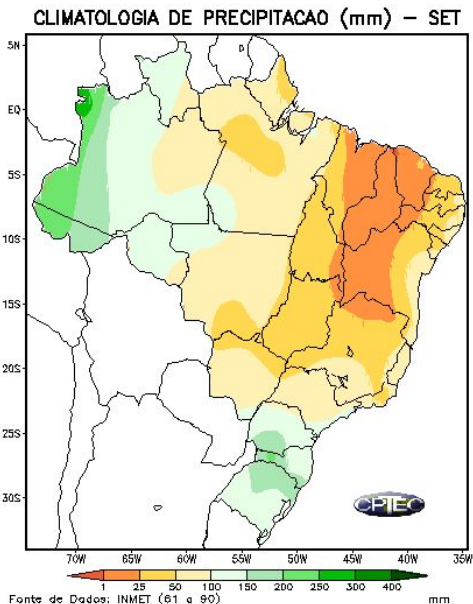 CLIMATOLOGIA DE PRECIPITACAO (mm) – SET
5N
EQ
5S
10S
15S
20S
25S
30S
70W 65W 60W 55W 50W 45W 40W 35W
CPTEC
1 25 50 100 150 200 250 300 400 mm
Fonte de Dados: INMET (61 a 90)